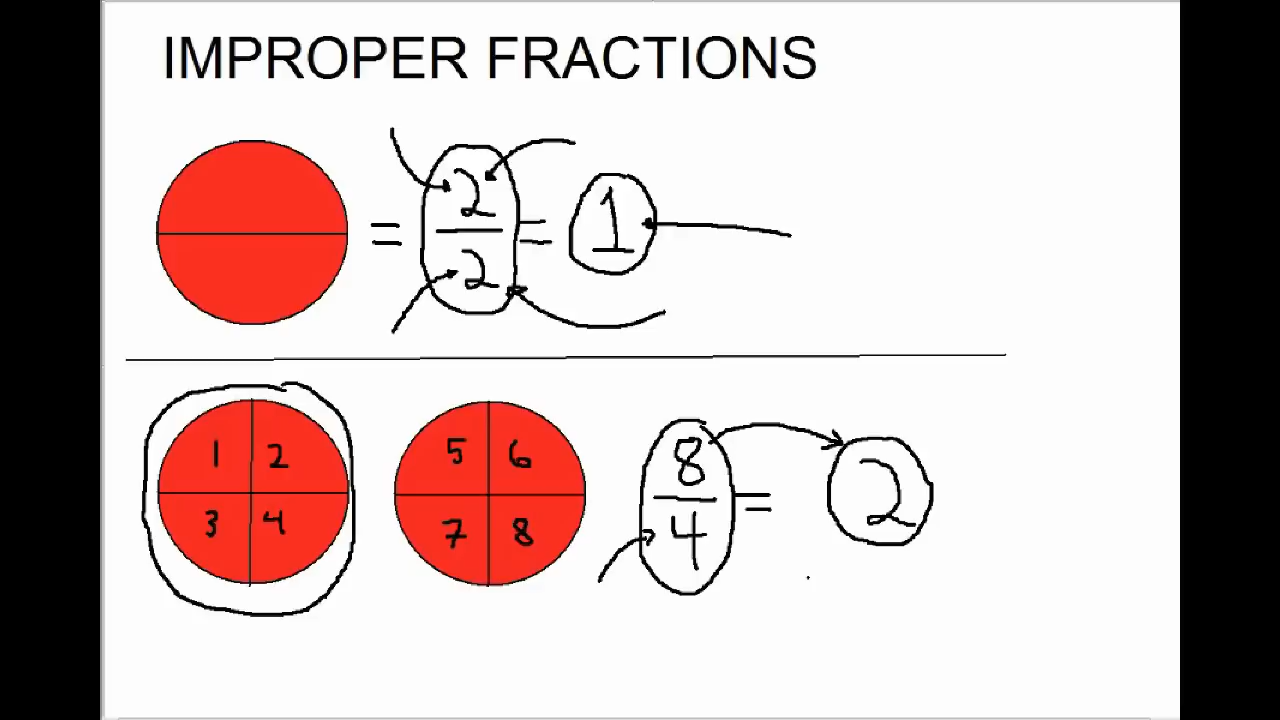 IMPROPER FRACTIONS
= 2/2 = 1
1 2 5 6
3 4 7 8
8/4 = 2